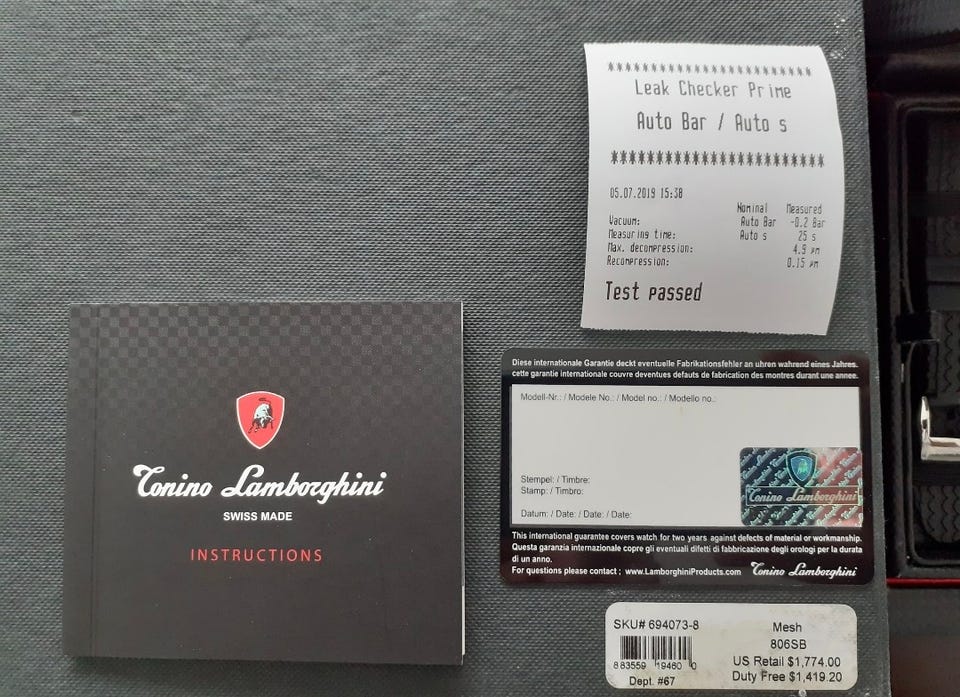 Tonino Lamborghini
SWISS MADE
INSTRUCTIONS
********************
Leak Checker Prime
Auto Bar / Auto s
********************
05.07.2019 15:38
Nominal Measured
Vacuum: Auto Bar -0.2 Bar
Measuring time: Auto s 25 s
Max. decompression: 4.9 µm
Recompression: 0.15 µm
Test passed
Diese internationale Garantie deckt eventuelle Fabrikationsfehler an uhren wahrend eines Jahres.
cette garantie internationale couvre deventues defauts de fabrication des montres durant une annee.
Modell-Nr.: / Modele No.: / Model no.: / Modello no.:
Stempel: / Timbre:
Stamp: / Timbro:
Datum: / Date: / Date: / Date:
Tonino Lamborghini
This international guarantee covers watch for two years against defects of material or workmanship.
Questa garanzia internazionale copre gli eventuali difetti di fabbricazione degli orologi per la durata
di un anno.
For questions please contact ; www.LamborghiniProducts.com Tonino Lamborghini
SKU# 694073-8
8 83559 19460 0
Dept. #67
Mesh
806SB
US Retail $1,774.00
Duty Free $1,419.20